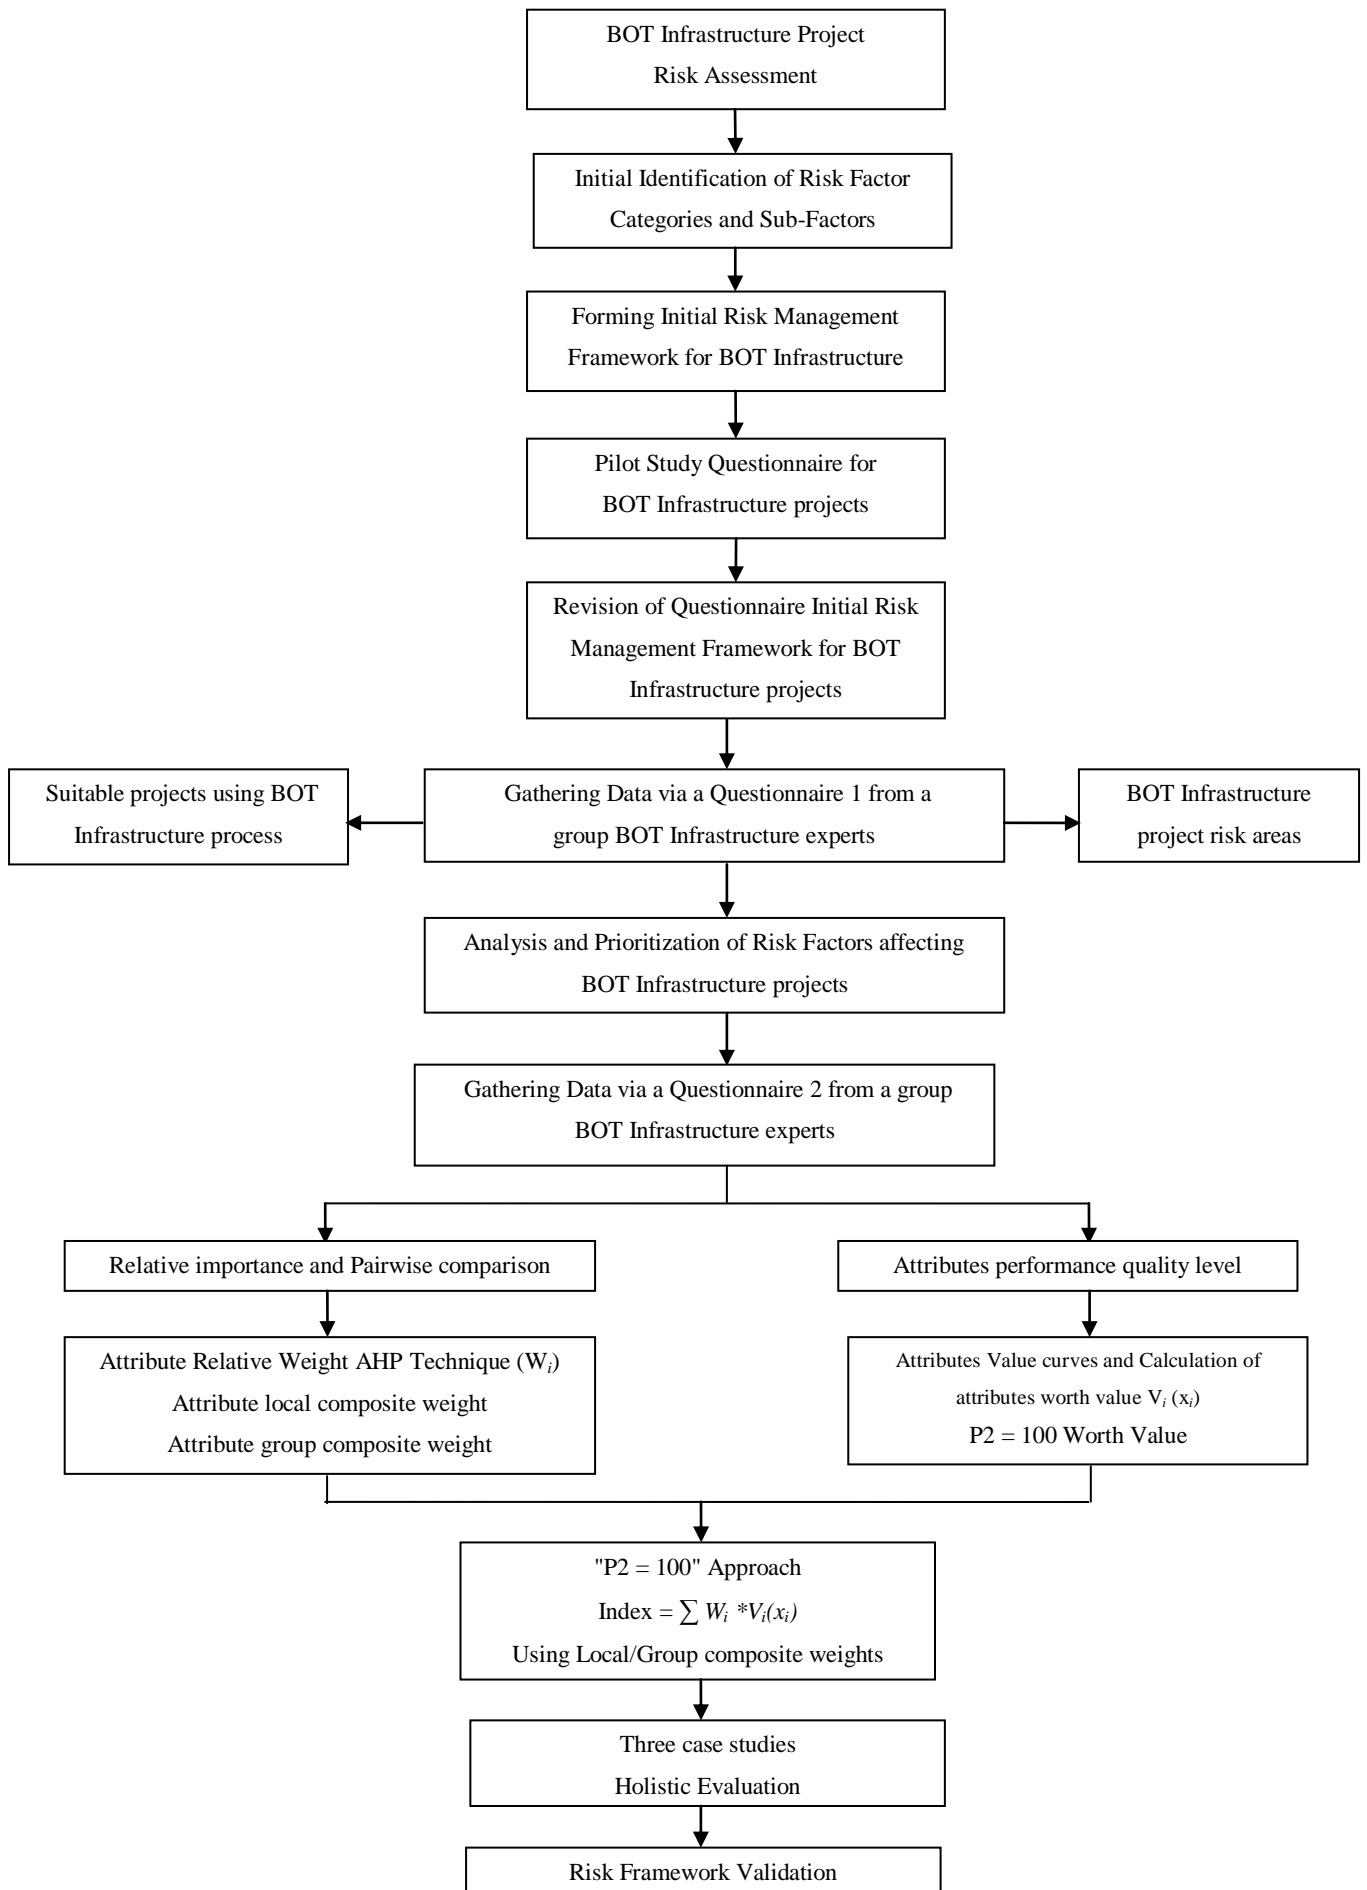 BOT Infrastructure Project
Risk Assessment
Initial Identification of Risk Factor
Categories and Sub-Factors
Forming Initial Risk Management
Framework for BOT Infrastructure
Pilot Study Questionnaire for
BOT Infrastructure projects
Revision of Questionnaire Initial Risk
Management Framework for BOT
Infrastructure projects
Suitable projects using BOT
Infrastructure process
Gathering Data via a Questionnaire 1 from a
group BOT Infrastructure experts
BOT Infrastructure
project risk areas
Analysis and Prioritization of Risk Factors affecting
BOT Infrastructure projects
Gathering Data via a Questionnaire 2 from a group
BOT Infrastructure experts
Relative importance and Pairwise comparison
Attributes performance quality level
Attribute Relative Weight AHP Technique (Wi)
Attribute local composite weight
Attribute group composite weight
Attributes Value curves and Calculation of
attributes worth value Vi (xi)
P2 = 100 Worth Value
"P2 = 100" Approach
Index = ∑ Wi *Vi(xi)
Using Local/Group composite weights
Three case studies
Holistic Evaluation
Risk Framework Validation